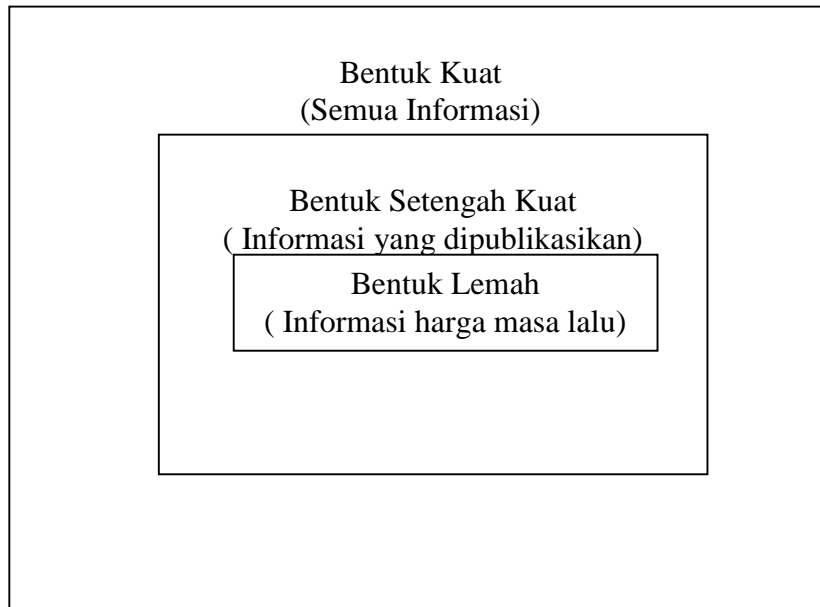 Bentuk Kuat
(Semua Informasi)
Bentuk Setengah Kuat
( Informasi yang dipublikasikan)
Bentuk Lemah
( Informasi harga masa lalu)